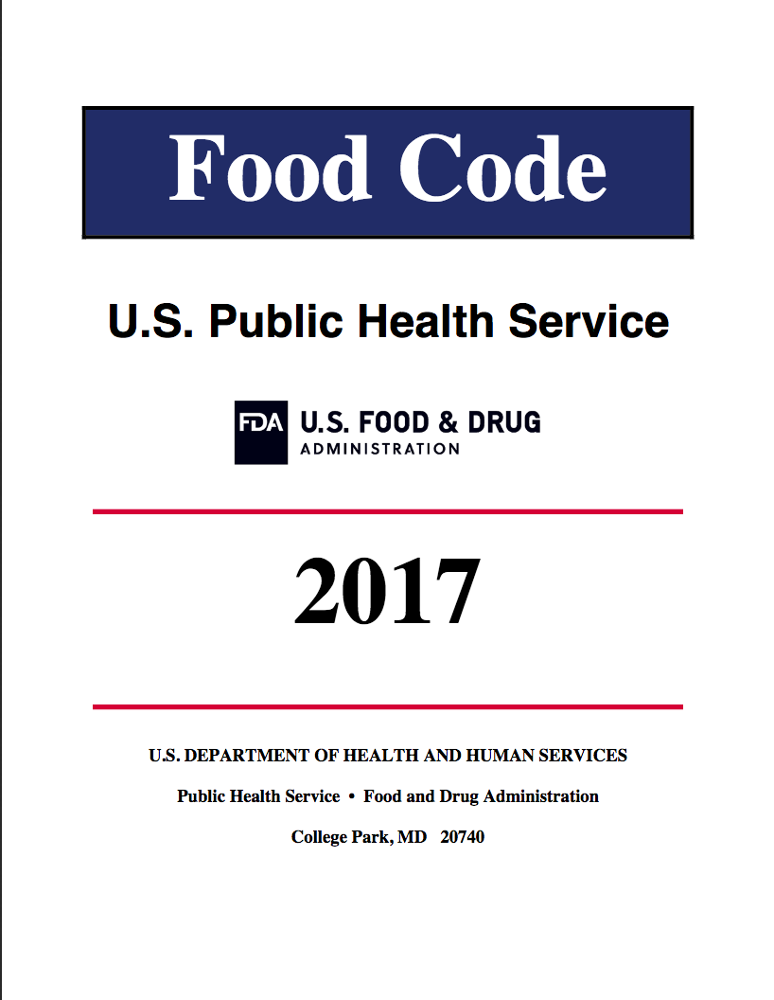 Food Code
U.S. Public Health Service
FDA U.S. FOOD & DRUG
ADMINISTRATION
2017
U.S. DEPARTMENT OF HEALTH AND HUMAN SERVICES
Public Health Service • Food and Drug Administration
College Park, MD 20740